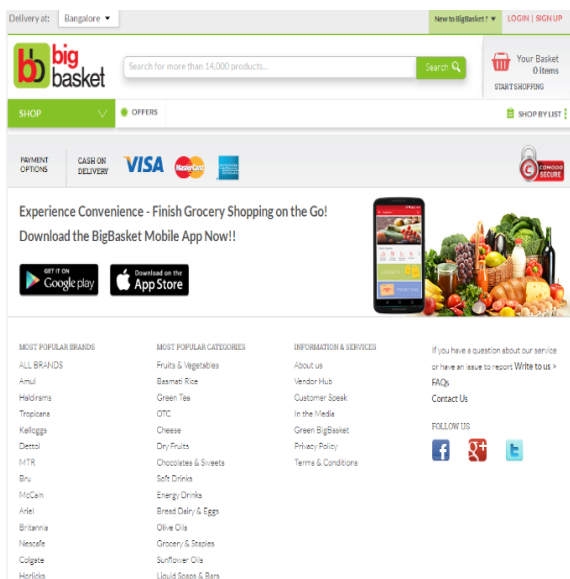 Delivery at: Bangalore
New to BigBasket ?
LOGIN | SIGN UP
bb big basket
Search for more than 14,000 products...
Search
Your Basket
0 items
START SHOPPING
SHOP
OFFERS
SHOP BY LIST
PAYMENT OPTIONS
CASH ON DELIVERY
VISA
MasterCard
COMODO SECURE
Experience Convenience - Finish Grocery Shopping on the Go!
Download the BigBasket Mobile App Now!!
GET IT ON
Google play
Download on the
App Store
MOST POPULAR BRANDS
ALL BRANDS
Amul
Haldirams
Tropicana
Kelloggs
Dettol
MTR
Bru
McCain
Ariel
Britannia
Nescafe
Colgate
Horlicks
MOST POPULAR CATEGORIES
Fruits & Vegetables
Basmati Rice
Green Tea
OTC
Cheese
Dry Fruits
Chocolates & Sweets
Soft Drinks
Energy Drinks
Bread Dairy & Eggs
Olive Oils
Grocery & Staples
Sunflower Oils
Liquid Soaps & Bars
INFORMATION & SERVICES
About us
Vendor Hub
Customer Speak
In the Media
Green BigBasket
Privacy Policy
Terms & Conditions
If you have a question about our service
or have an issue to report Write to us >
FAQs
Contact Us
FOLLOW US
f
g+
t